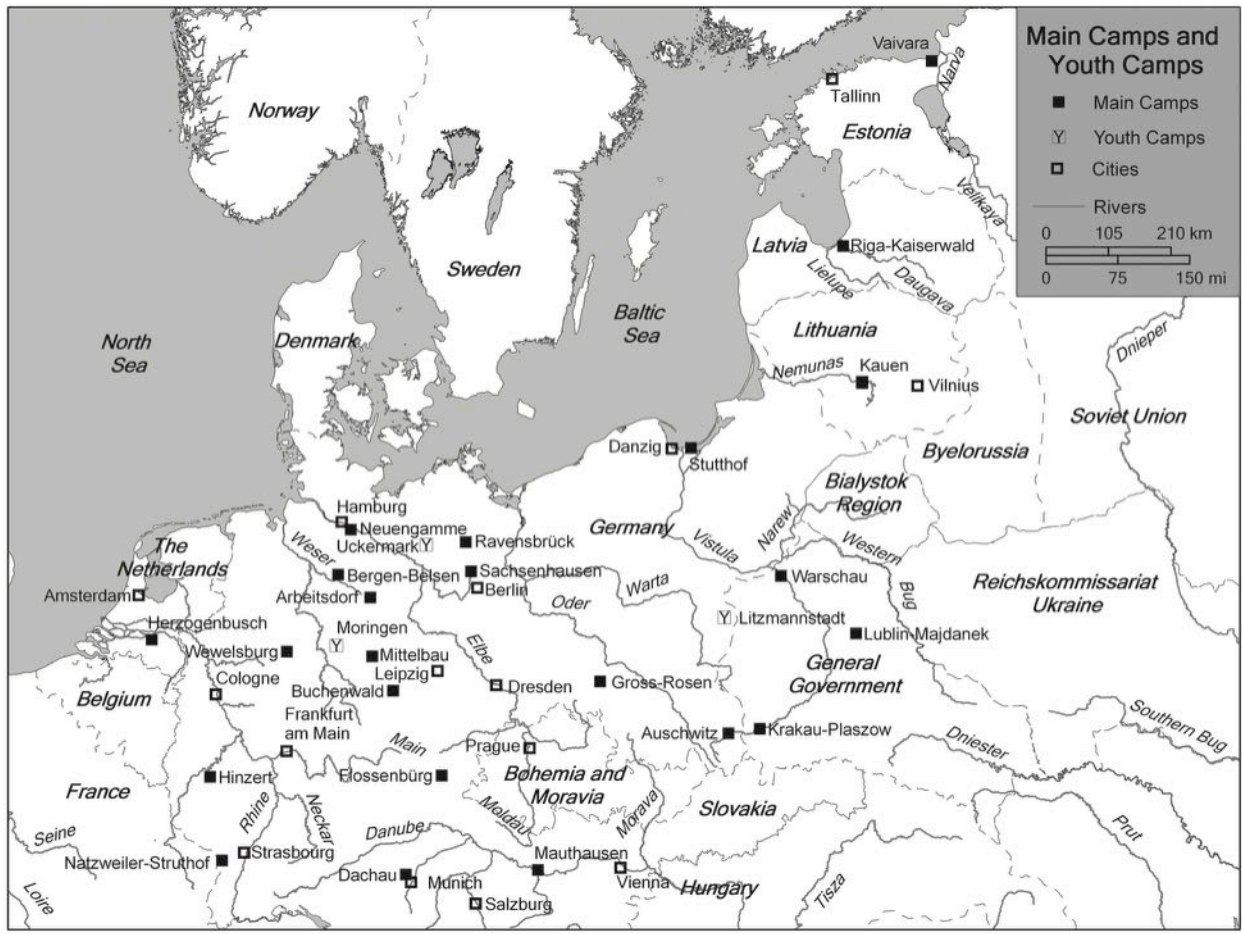 Main Camps and
Youth Camps
Main Camps
Y
Youth Camps
Cities
Rivers
0 105 210 km
0 75 150 mi
Vaivara
Narva
Tallinn
Estonia
Norway
Velikaya
Latvia
Riga-Kaiserwald
Lielupe
Daugava
Sweden
Baltic
Sea
North
Sea
Denmark
Lithuania
Dnieper
Nemunas
Kauen
Vilnius
Soviet Union
Danzig
Stutthof
Byelorussia
Bialystok
Region
Hamburg
Neuengamme
Uckermark
Y
Ravensbrück
Germany
Vistula
Narew
Western
Bug
The
Netherlands
Weser
Bergen-Belsen
Sachsenhausen
Berlin
Warta
Warschau
Reichskommissariat
Ukraine
Amsterdam
Arbeitsdorf
Oder
Y
Litzmannstadt
Herzogenbusch
Moringen
Y
Elbe
Lublin-Majdanek
Wewelsburg
Mittelbau
Leipzig
General
Government
Belgium
Cologne
Buchenwald
Dresden
Gross-Rosen
Frankfurt
am Main
Main
Prague
Auschwitz
Krakau-Plaszow
Southern Bug
Dniester
Hinzert
Flossenbürg
Bohemia and
Moravia
France
Rhine
Neckar
Moldau
Morava
Slovakia
Seine
Danube
Prut
Natzweiler-Struthof
Strasbourg
Mauthausen
Dachau
Munich
Vienna
Hungary
Tisza
Loire
Salzburg